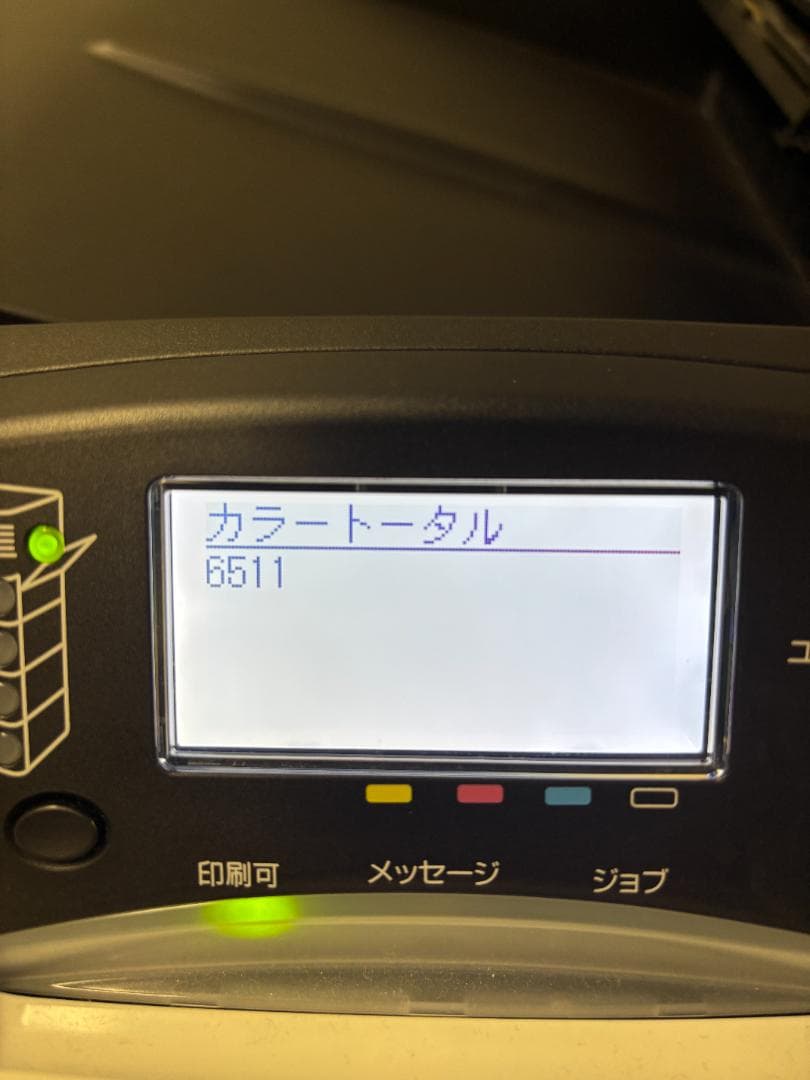 カラートータル
6511
印刷可 メッセージ ジョブ